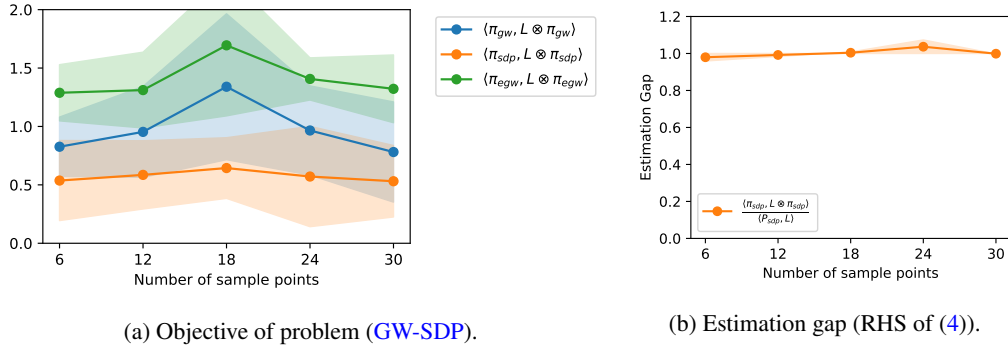 2.0
1.5
1.0
0.5
0.0
6 12 18 24 30
Number of sample points
⟨π_gw, L ⊗ π_gw⟩
⟨π_sdp, L ⊗ π_sdp⟩
⟨π_egw, L ⊗ π_egw⟩
(a) Objective of problem (GW-SDP).
Estimation Gap
1.2
1.0
0.8
0.6
0.4
0.2
0.0
⟨π_sdp, L ⊗ π_sdp⟩
⟨P_sdp, L⟩
6 12 18 24 30
Number of sample points
(b) Estimation gap (RHS of (4)).